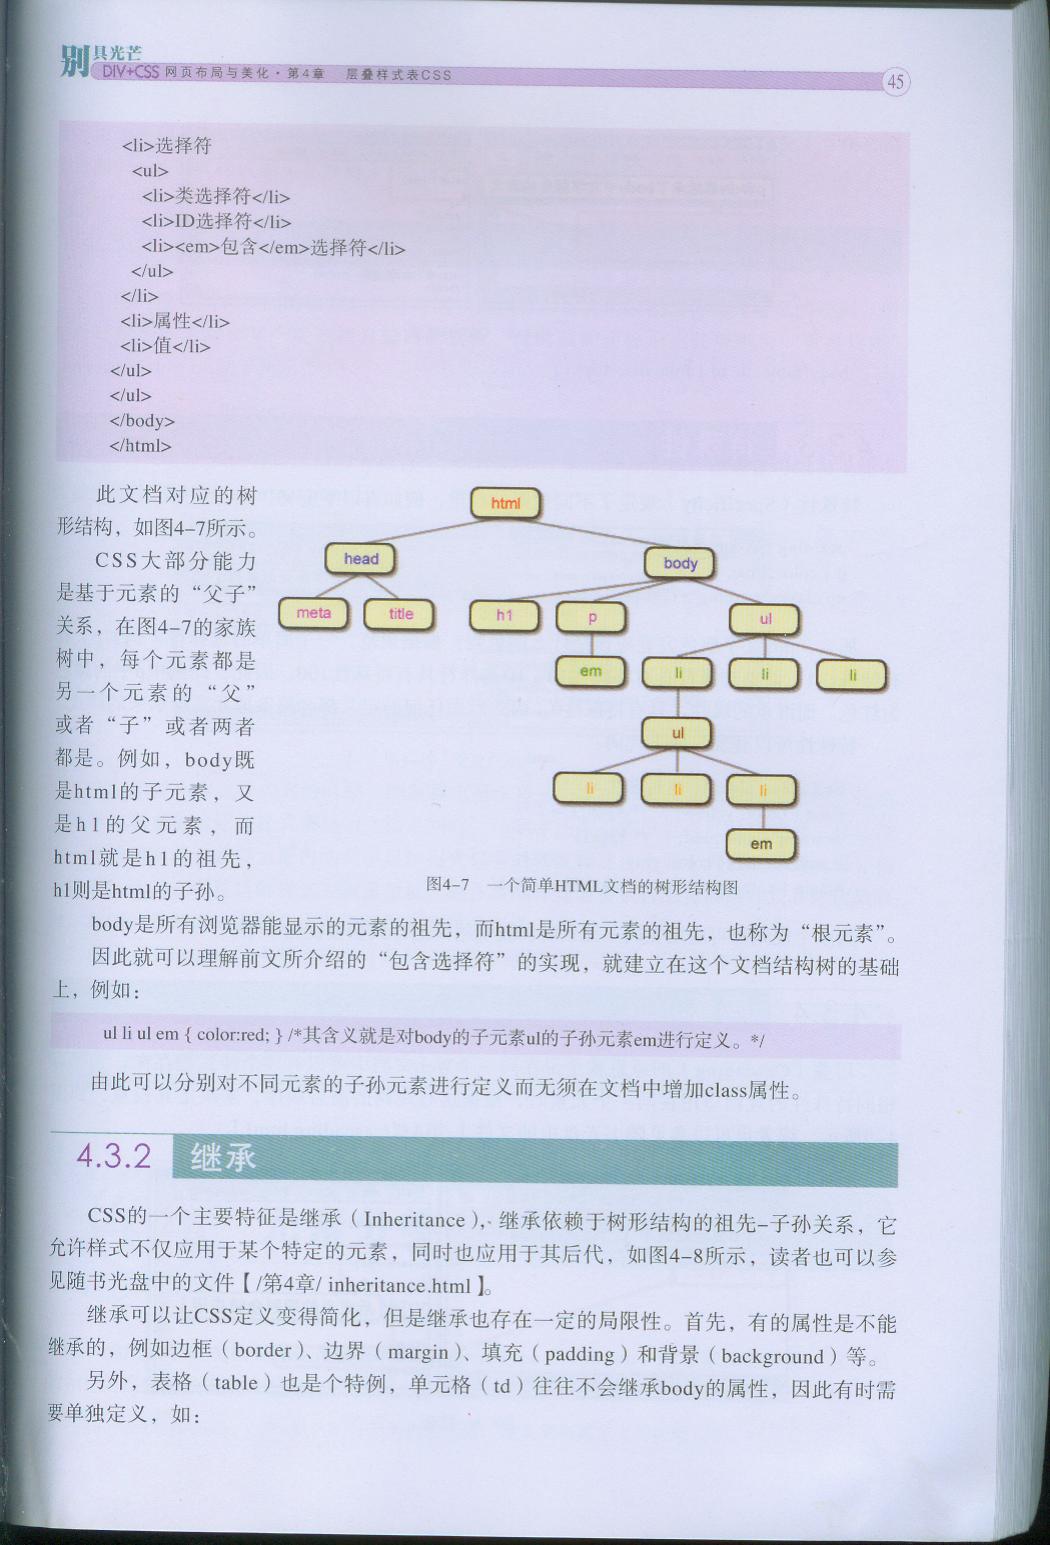 别具光芒
DIV+CSS 网页布局与美化·第4章 层叠样式表CSS
45
<li>选择符
<ul>
<li>类选择符</li>
<li>ID选择符</li>
<li><em>包含</em>选择符</li>
</ul>
</li>
<li>属性</li>
<li>值</li>
</ul>
</ul>
</body>
</html>
此文档对应的树
形结构，如图4-7所示。
CSS大部分能力
是基于元素的“父子”
关系，在图4-7的家族
树中，每个元素都是
另一个元素的“父”
或者“子”或者两者
都是。例如，body既
是html的子元素，又
是h1的父元素，而
html就是h1的祖先，
h1则是html的子孙。
html
head
body
meta
title
h1
p
ul
em
li
li
li
ul
li
li
li
em
图4-7 一个简单HTML文档的树形结构图
body是所有浏览器能显示的元素的祖先，而html是所有元素的祖先，也称为“根元素”。
因此就可以理解前文所介绍的“包含选择符”的实现，就建立在这个文档结构树的基础
上，例如：
ul li ul em { color:red; } /*其含义就是对body的子元素ul的子孙元素em进行定义。*/
由此可以分别对不同元素的子孙元素进行定义而无须在文档中增加class属性。
4.3.2 继承
CSS的一个主要特征是继承（Inheritance），继承依赖于树形结构的祖先-子孙关系，它
允许样式不仅应用于某个特定的元素，同时也应用于其后代，如图4-8所示，读者也可以参
见随书光盘中的文件【/第4章/ inheritance.html】。
继承可以让CSS定义变得简化，但是继承也存在一定的局限性。首先，有的属性是不能
继承的，例如边框（border）、边界（margin）、填充（padding）和背景（background）等。
另外，表格（table）也是个特例，单元格（td）往往不会继承body的属性，因此有时需
要单独定义，如：